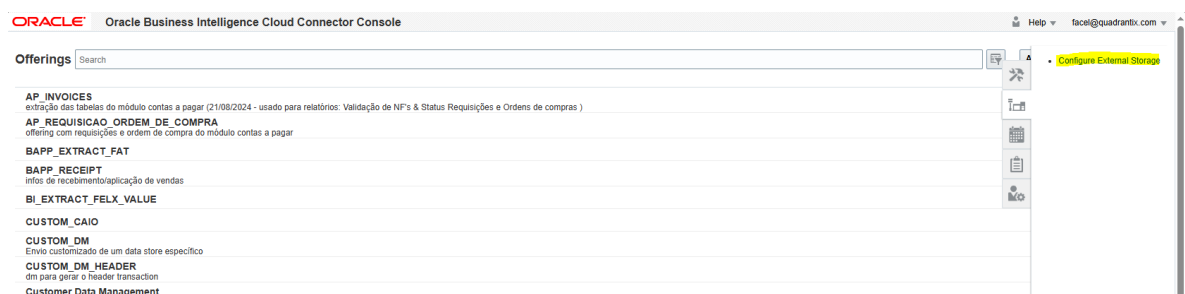 ORACLE Oracle Business Intelligence Cloud Connector Console Help facel@quadrantix.com
Offerings Search
Configure External Storage
AP_INVOICES
extração das tabelas do módulo contas a pagar (21/08/2024 - usado para relatórios: Validação de NF's & Status Requisições e Ordens de compras )
AP_REQUISICAO_ORDEM_DE_COMPRA
offering com requisições e ordem de compra do módulo contas a pagar
BAPP_EXTRACT_FAT
BAPP_RECEIPT
infos de recebimento/aplicação de vendas
BI_EXTRACT_FELX_VALUE
CUSTOM_CAIO
CUSTOM_DM
Envio customizado de um data store específico
CUSTOM_DM_HEADER
dm para gerar o header transaction
Customer Data Management